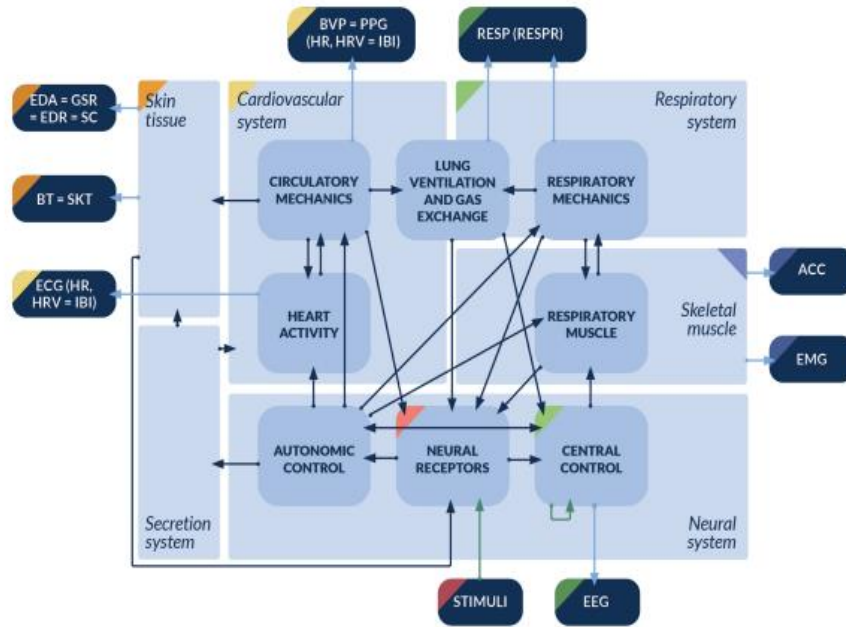 BVP = PPG
(HR, HRV = IBI)
RESP (RESPR)
EDA = GSR
= EDR = SC
Skin
tissue
Cardiovascular
system
Respiratory
system
BT = SKT
CIRCULATORY
MECHANICS
LUNG
VENTILATION
AND GAS
EXCHANGE
RESPIRATORY
MECHANICS
ECG (HR,
HRV = IBI)
HEART
ACTIVITY
RESPIRATORY
MUSCLE
Skeletal
muscle
ACC
EMG
AUTONOMIC
CONTROL
NEURAL
RECEPTORS
CENTRAL
CONTROL
Secretion
system
Neural
system
STIMULI
EEG